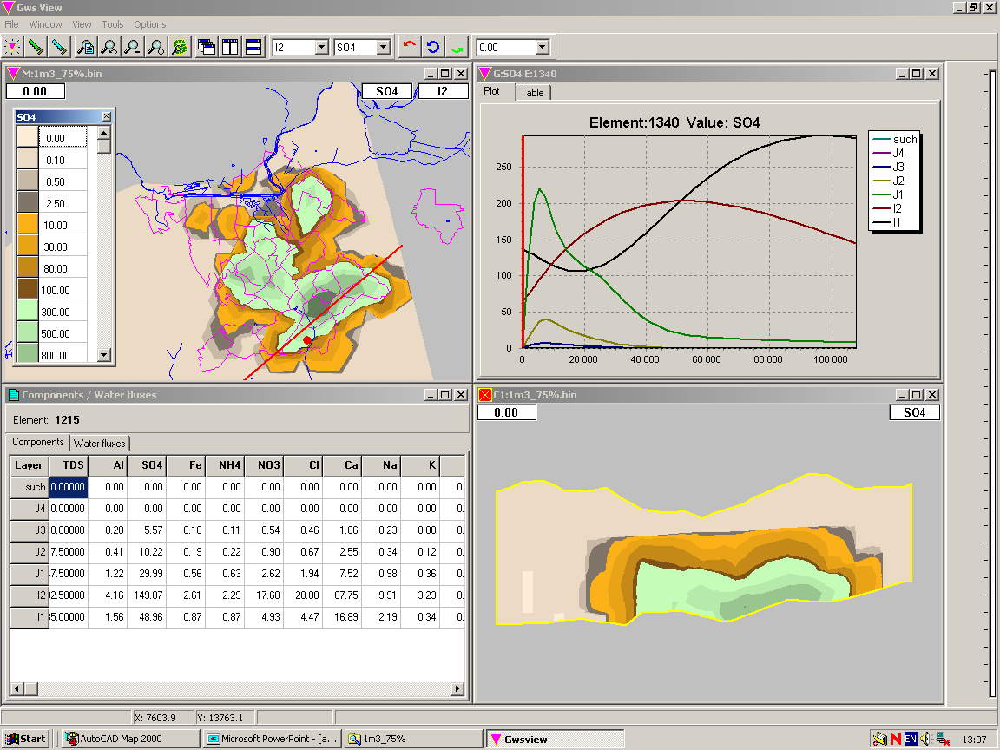 Gws View
File Window View Tools Options
I2 SO4 0.00
M:1m3_75%.bin
0.00 SO4 I2
SO4
0.00
0.10
0.50
2.50
10.00
30.00
80.00
100.00
300.00
500.00
800.00
G:SO4 E:1340
Plot Table
Element:1340 Value: SO4
250
200
150
100
50
0
0 20 000 40 000 60 000 80 000 100 000
such
J4
J3
J2
J1
I2
I1
Components / Water fluxes
Element: 1215
Components Water fluxes
Layer TDS Al SO4 Fe NH4 NO3 Cl Ca Na K
such 0.00000 0.00 0.00 0.00 0.00 0.00 0.00 0.00 0.00 0.00 0.
J4 0.00000 0.00 0.00 0.00 0.00 0.00 0.00 0.00 0.00 0.00 0.
J3 0.00000 0.20 5.57 0.10 0.11 0.54 0.46 1.66 0.23 0.08 0.
J2 7.50000 0.41 10.22 0.19 0.22 0.90 0.67 2.55 0.34 0.12 0.
J1 7.50000 1.22 29.99 0.56 0.63 2.62 1.94 7.52 0.98 0.36 0.
I2 2.50000 4.16 149.87 2.61 2.29 17.60 20.88 67.75 9.91 3.23 0.
I1 5.00000 1.56 48.96 0.87 0.87 4.93 4.47 16.89 2.19 0.34 0.
C1:1m3_75%.bin
0.00 SO4
X: 7603.9 Y: 13763.1
Start AutoCAD Map 2000 Microsoft PowerPoint - [a... 1m3_75% Gwsview N EN 13:07